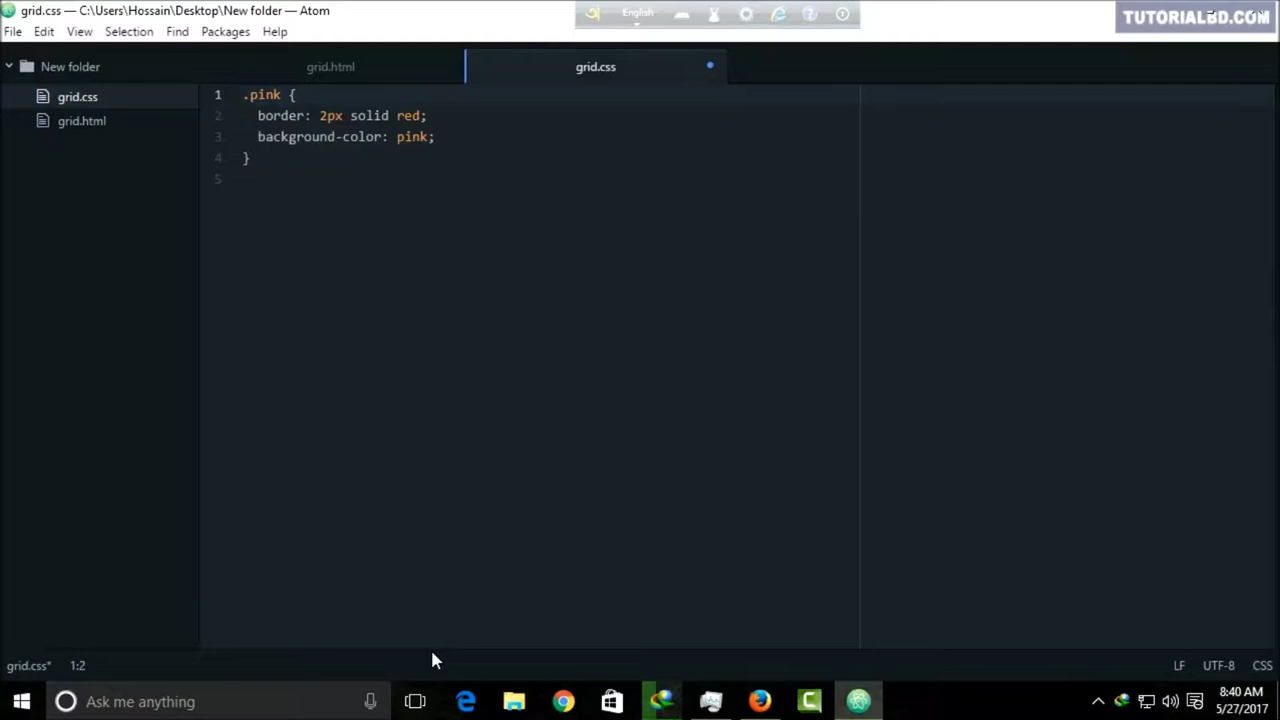 grid.css — C:\Users\Hossain\Desktop\New folder — Atom
অ English
TUTORIALBD.COM
File Edit View Selection Find Packages Help
New folder
grid.html
grid.css
grid.css
grid.html
1 .pink {
2 border: 2px solid red;
3 background-color: pink;
4 }
5
grid.css* 1:2
LF UTF-8 CSS
Ask me anything
8:40 AM
5/27/2017